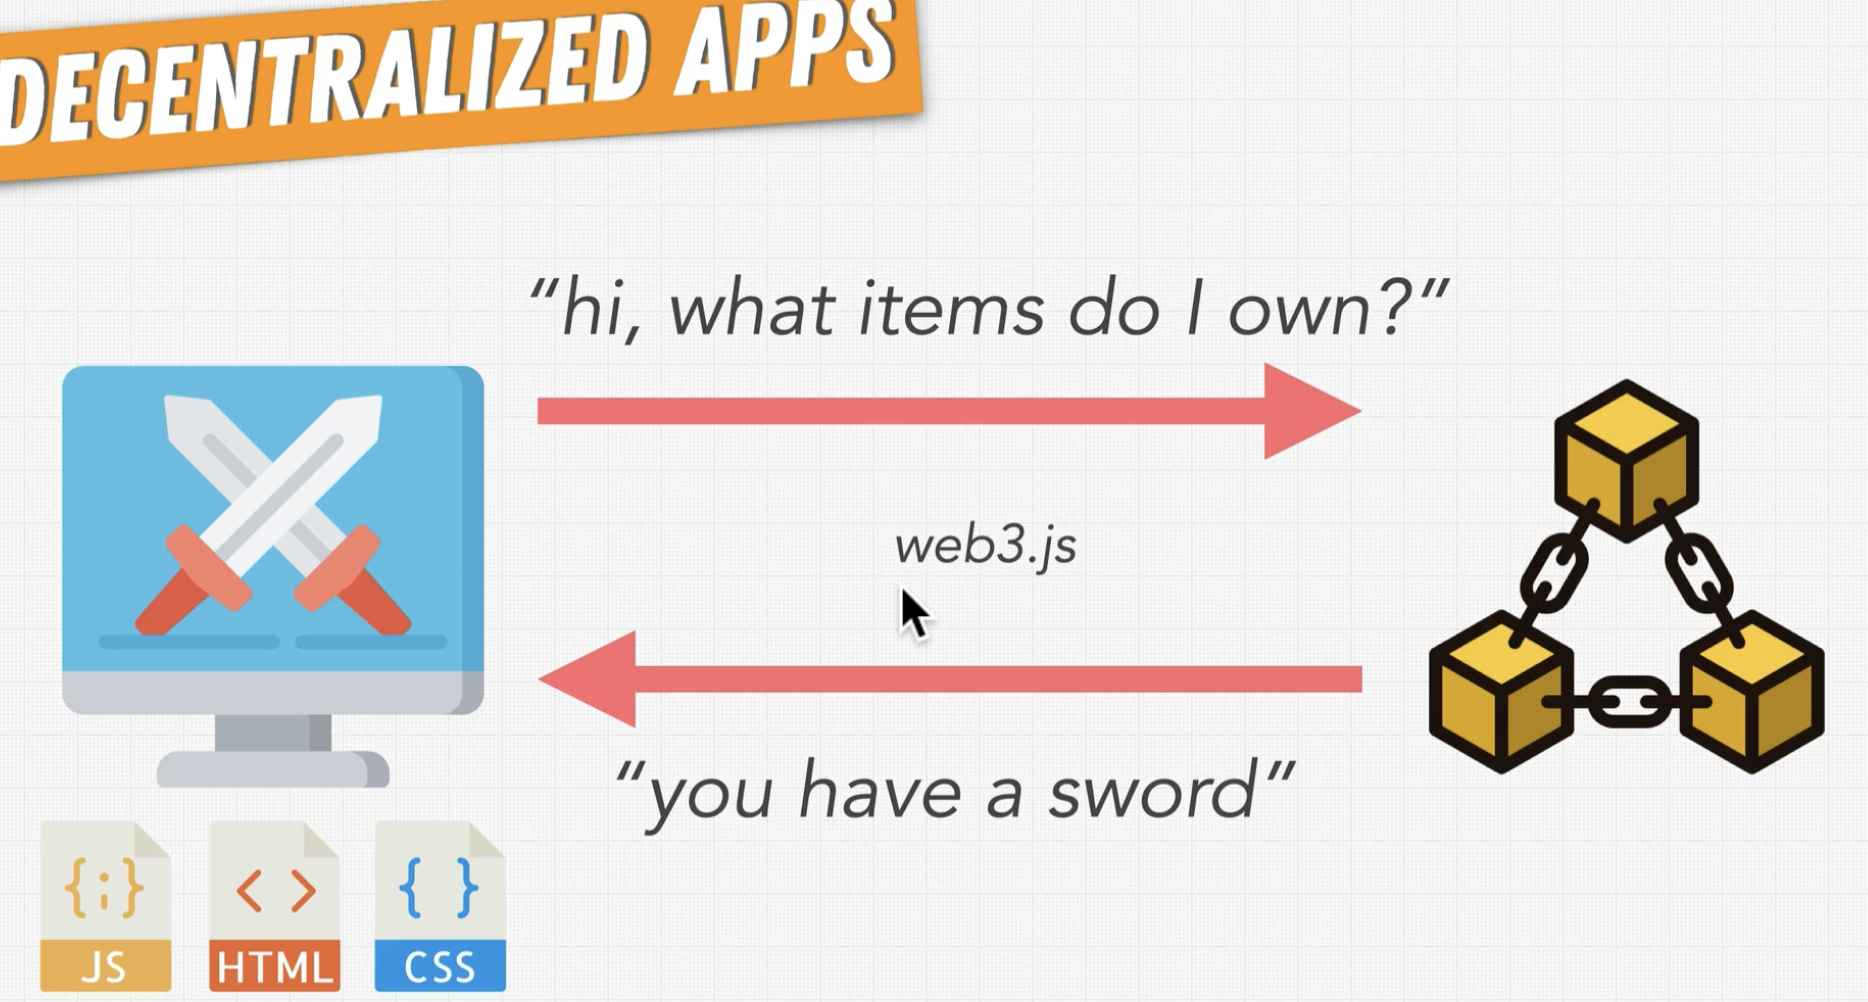 DECENTRALIZED APPS
“hi, what items do I own?”
web3.js
“you have a sword”
{;}
< >
{ }
JS
HTML
CSS